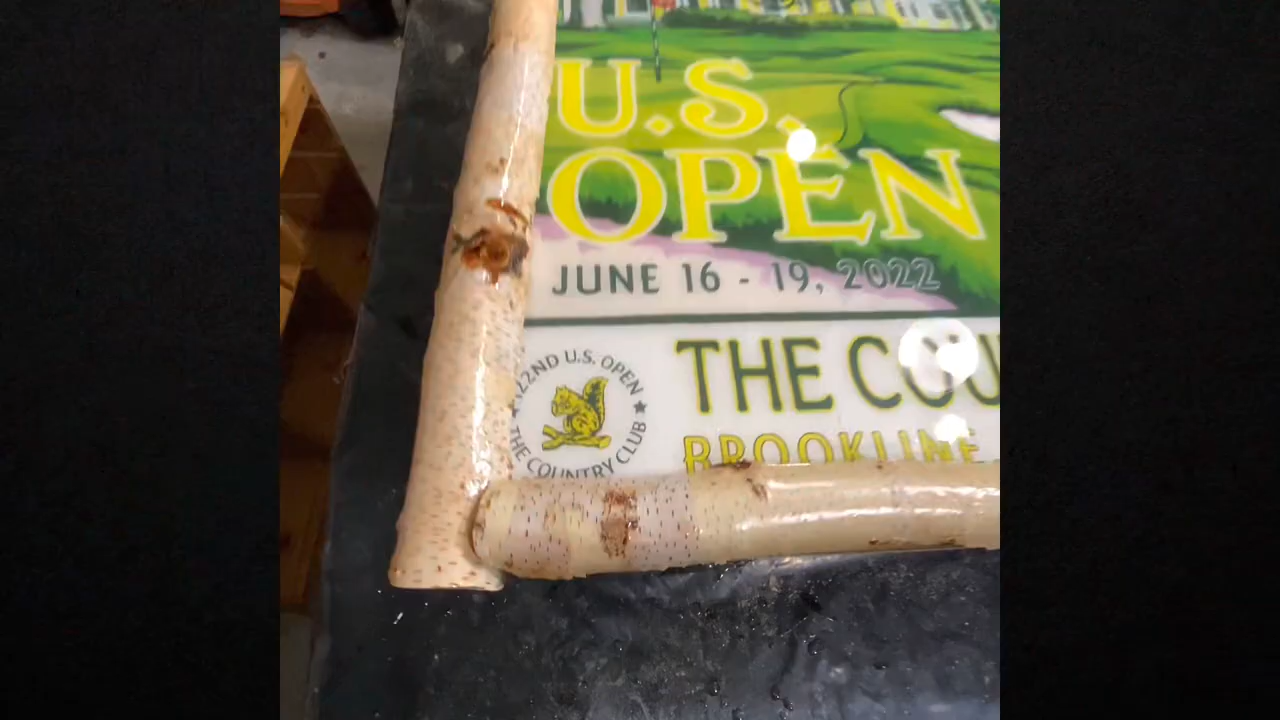 U.S.
OPEN
JUNE 16 - 19, 2022
122ND U.S. OPEN
THE COUNTRY CLUB
THE COU
BROOKLINE